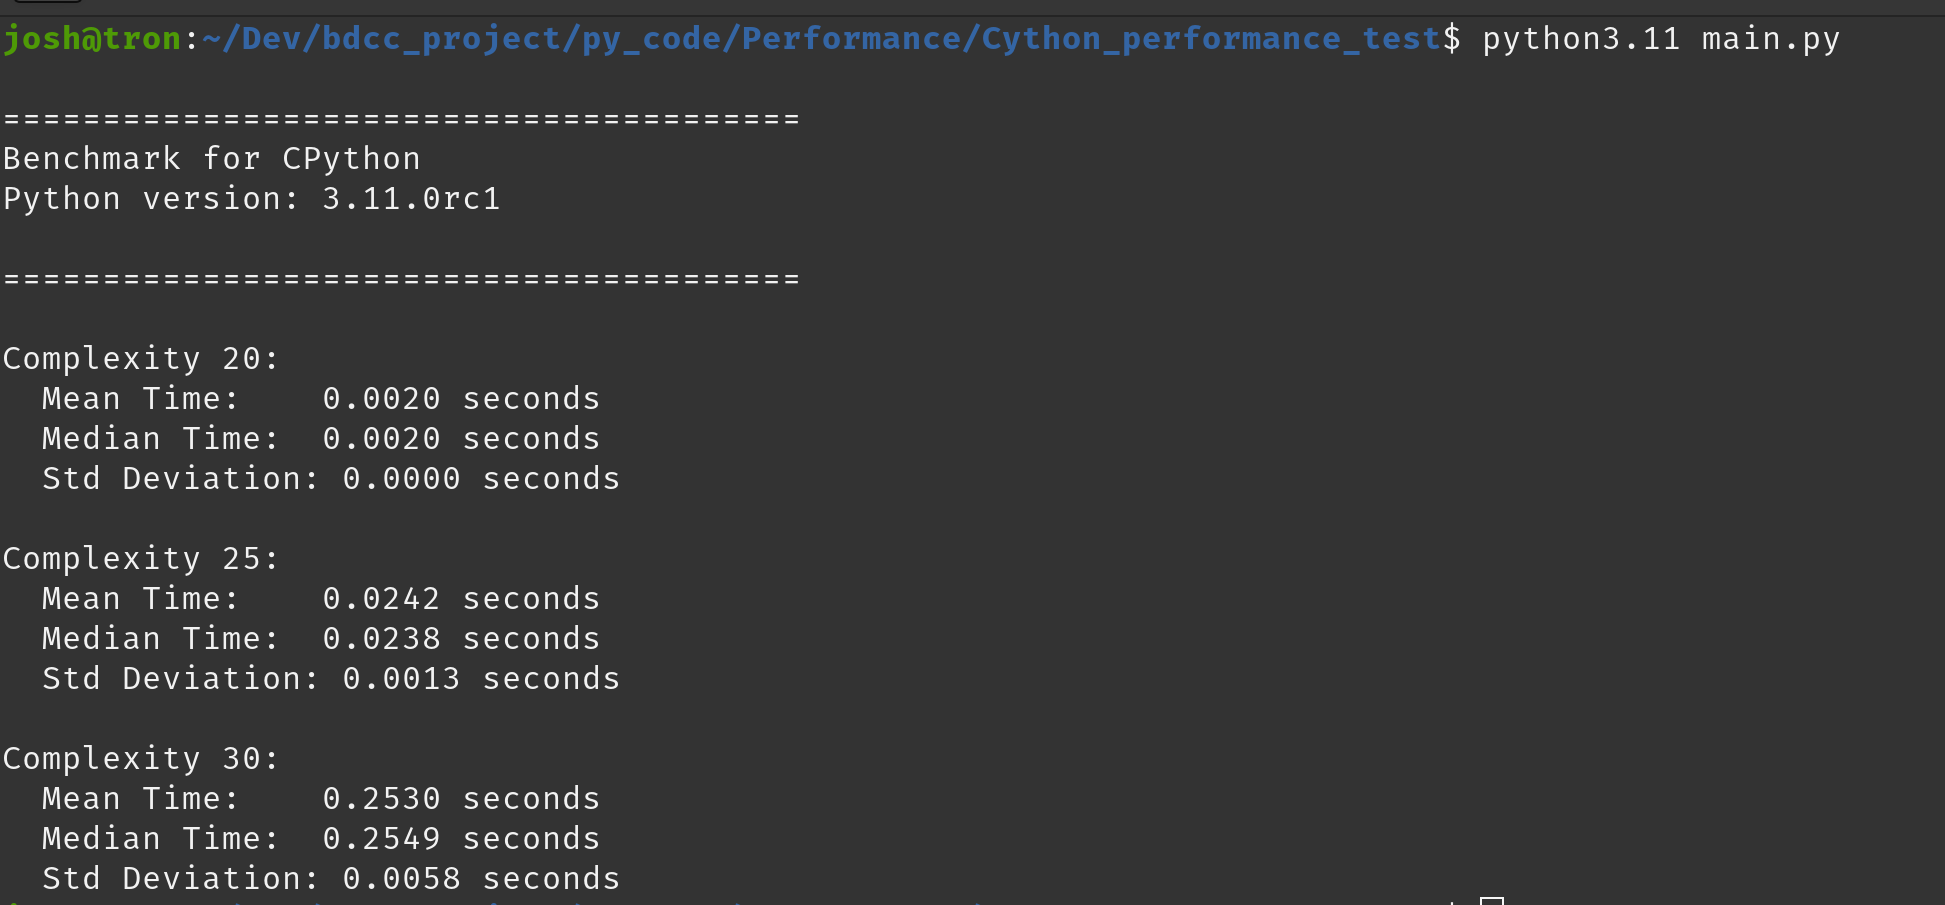 josh@tron:~/Dev/bdcc_project/py_code/Performance/Cython_performance_test$ python3.11 main.py
========================================
Benchmark for CPython
Python version: 3.11.0rc1
========================================
Complexity 20:
  Mean Time:    0.0020 seconds
  Median Time:  0.0020 seconds
  Std Deviation: 0.0000 seconds
Complexity 25:
  Mean Time:    0.0242 seconds
  Median Time:  0.0238 seconds
  Std Deviation: 0.0013 seconds
Complexity 30:
  Mean Time:    0.2530 seconds
  Median Time:  0.2549 seconds
  Std Deviation: 0.0058 seconds